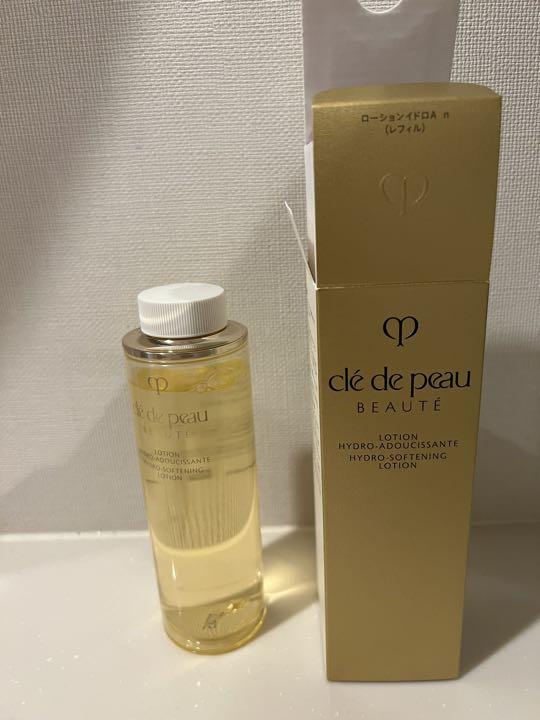 ローションイドロA n
(レフィル)
clé de peau
BEAUTÉ
LOTION
HYDRO-ADOUCISSANTE
HYDRO-SOFTENING
LOTION
clé de peau
BEAUTÉ
LOTION
HYDRO-ADOUCISSANTE
HYDRO-SOFTENING
LOTION